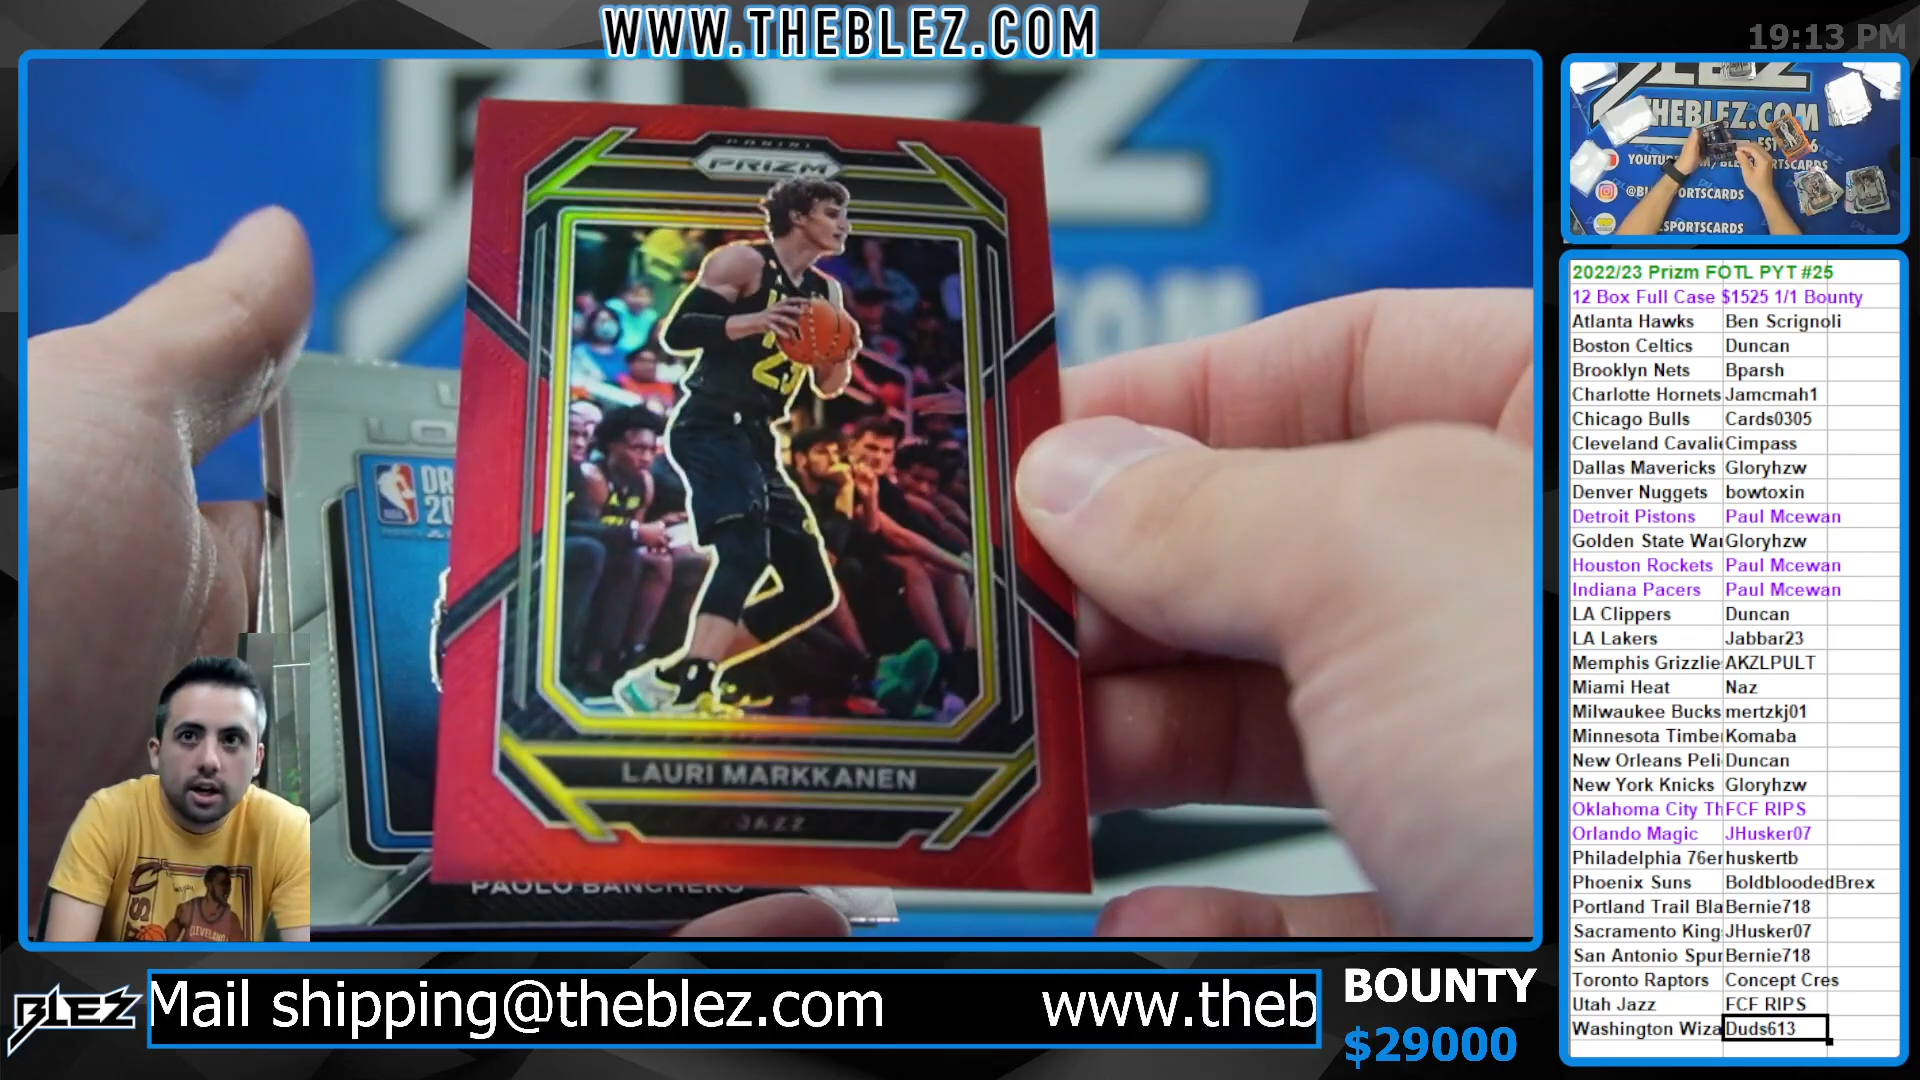 WWW.THEBLEZ.COM
19:13 PM
PANINI
PRIZM
23
LAURI MARKKANEN
JAZZ
NBA
PAOLO BANCHERO
THEBLEZ.COM
2022/23 Prizm FOTL PYT #25
12 Box Full Case $1525 1/1 Bounty
Atlanta Hawks Ben Scrignoli
Boston Celtics Duncan
Brooklyn Nets Bparsh
Charlotte Hornets Jamcmah1
Chicago Bulls Cards0305
Cleveland Cavali Cimpass
Dallas Mavericks Gloryhzw
Denver Nuggets bowtoxin
Detroit Pistons Paul Mcewan
Golden State War Gloryhzw
Houston Rockets Paul Mcewan
Indiana Pacers Paul Mcewan
LA Clippers Duncan
LA Lakers Jabbar23
Memphis Grizzlie AKZLPULT
Miami Heat Naz
Milwaukee Bucks mertzkj01
Minnesota Timbe Komaba
New Orleans Peli Duncan
New York Knicks Gloryhzw
Oklahoma City Th FCF RIPS
Orlando Magic JHusker07
Philadelphia 76er huskertb
Phoenix Suns BoldbloodedBrex
Portland Trail Bla Bernie718
Sacramento King JHusker07
San Antonio Spur Bernie718
Toronto Raptors Concept Cres
Utah Jazz FCF RIPS
Washington Wiza Duds613
BLEZ
Mail shipping@theblez.com www.theb
BOUNTY
$29000